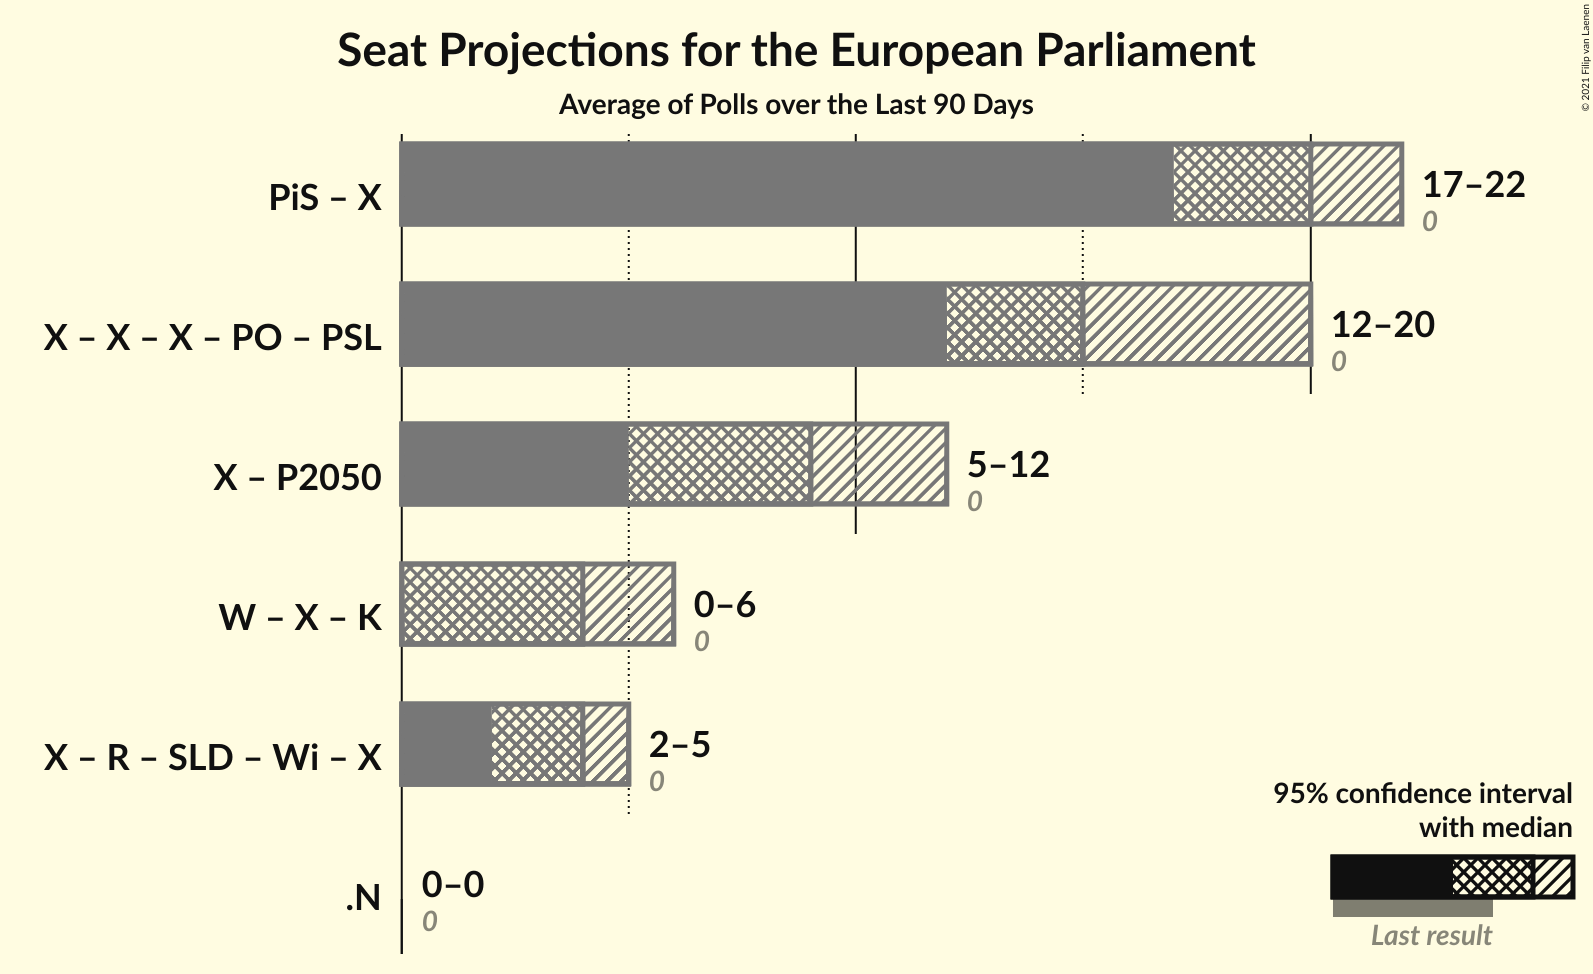 Seat Projections for the European Parliament
Average of Polls over the Last 90 Days
© 2021 Filip van Laenen
PiS – X
17–22
0
X – X – X – PO – PSL
12–20
0
X – P2050
5–12
0
W – X – K
0–6
0
X – R – SLD – Wi – X
2–5
0
.N
0–0
0
95% confidence interval
with median
Last result